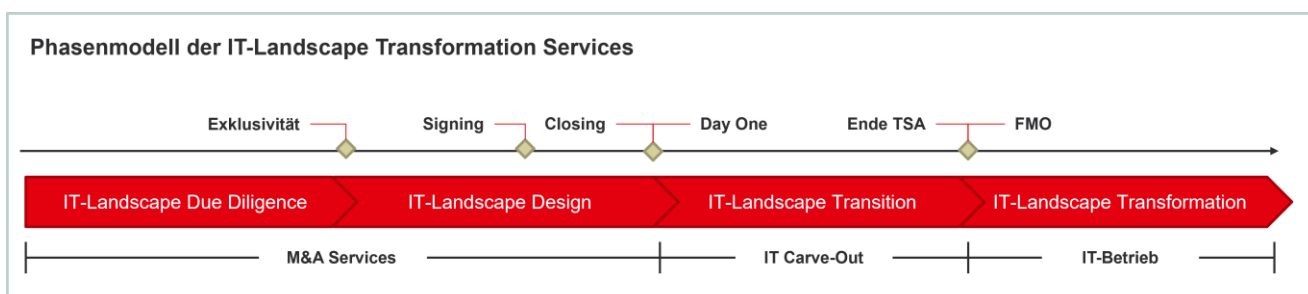 Phasenmodell der IT-Landscape Transformation Services
Exklusivität Signing Closing Day One Ende TSA FMO
IT-Landscape Due Diligence IT-Landscape Design IT-Landscape Transition IT-Landscape Transformation
M&A Services IT Carve-Out IT-Betrieb